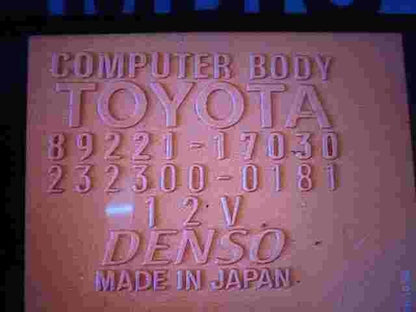 COMPUTER BODY
TOYOTA
89221-17030
232300-0181
12V
DENSO
MADE IN JAPAN